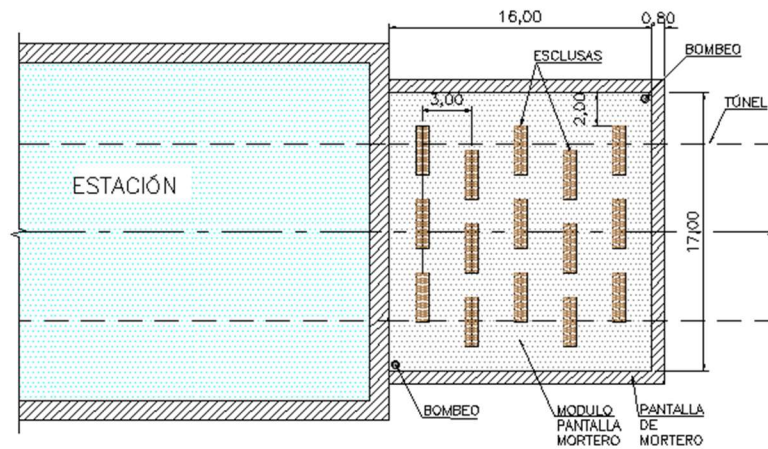 16,00
0,80
ESCLUSAS
BOMBEO
3,00
2,00
TÚNEL
ESTACIÓN
17,00
BOMBEO
MODULO
PANTALLA
MORTERO
PANTALLA
DE
MORTERO